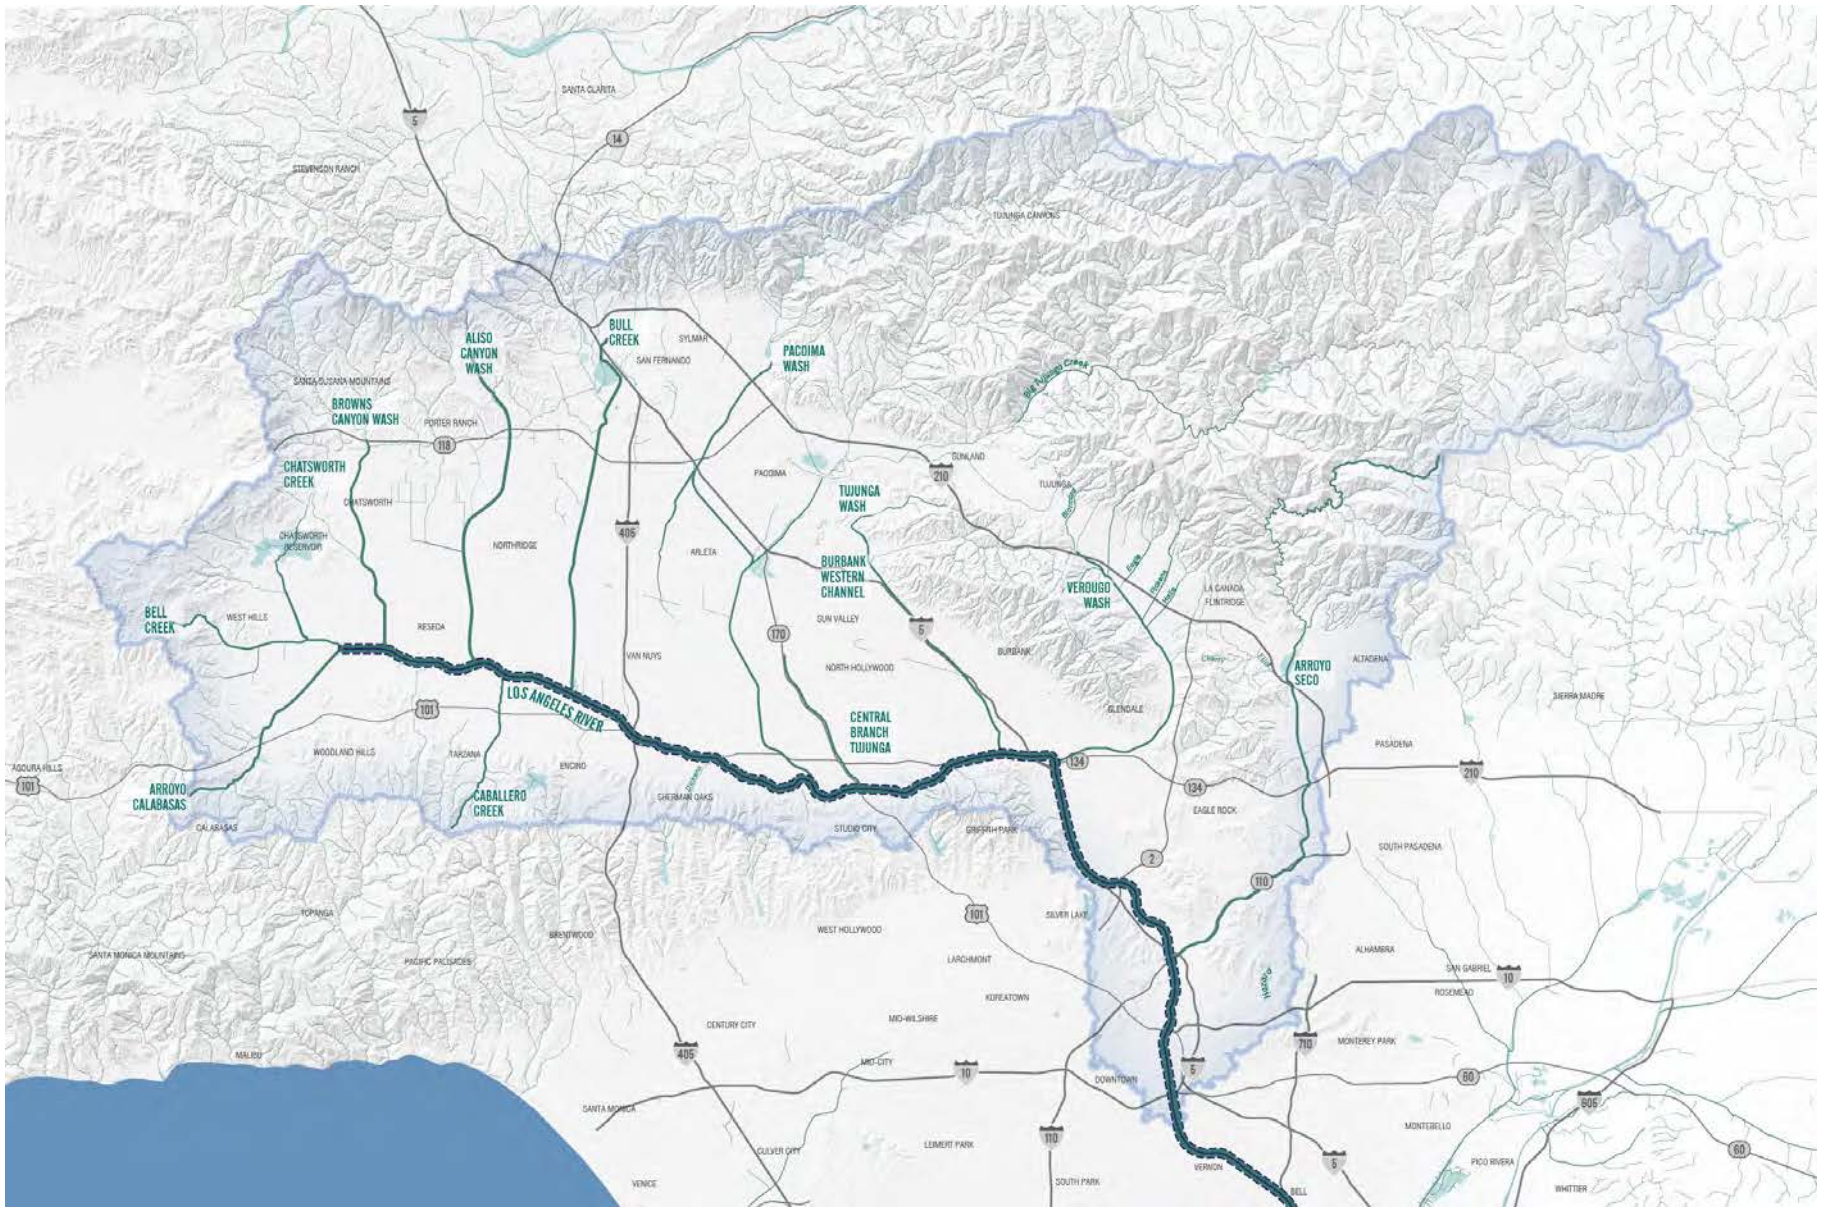 SANTA CLARITA
5
14
STEVENSON RANCH
TUJUNGA CANYONS
BULL
CREEK
SYLMAR
ALISO
CANYON
WASH
SAN FERNANDO
PACOIMA
WASH
Big Tujunga Creek
SANTA SUSANA MOUNTAINS
BROWNS
CANYON WASH
PORTER RANCH
118
CHATSWORTH
CREEK
SUNLAND
210
PACOIMA
TUJUNGA
TUJUNGA
WASH
CHATSWORTH
CHATSWORTH
RESERVOIR
405
NORTHRIDGE
ARLETA
BURBANK
WESTERN
CHANNEL
Eagle
Pickens
Halls
VERDUGO
WASH
LA CANADA
FLINTRIDGE
BELL
CREEK
WEST HILLS
RESEDA
SUN VALLEY
5
170
VAN NUYS
NORTH HOLLYWOOD
BURBANK
ARROYO
SECO
ALTADENA
LOS ANGELES RIVER
SIERRA MADRE
101
GLENDALE
CENTRAL
BRANCH
TUJUNGA
PASADENA
WOODLAND HILLS
TARZANA
ENCINO
AGOURA HILLS
101
134
210
134
ARROYO
CALABASAS
CABALLERO
CREEK
SHERMAN OAKS
EAGLE ROCK
CALABASAS
STUDIO CITY
GRIFFITH PARK
SOUTH PASADENA
2
110
TOPANGA
101
SILVER LAKE
WEST HOLLYWOOD
BRENTWOOD
ALHAMBRA
SANTA MONICA MOUNTAINS
PACIFIC PALISADES
LARCHMONT
SAN GABRIEL
10
Hazard
ROSEMEAD
KOREATOWN
MID-WILSHIRE
CENTURY CITY
710
MONTEREY PARK
405
MALIBU
MID-CITY
10
5
DOWNTOWN
60
605
SANTA MONICA
MONTEBELLO
110
LEIMERT PARK
CULVER CITY
60
5
VERNON
PICO RIVERA
VENICE
SOUTH PARK
BELL
WHITTIER